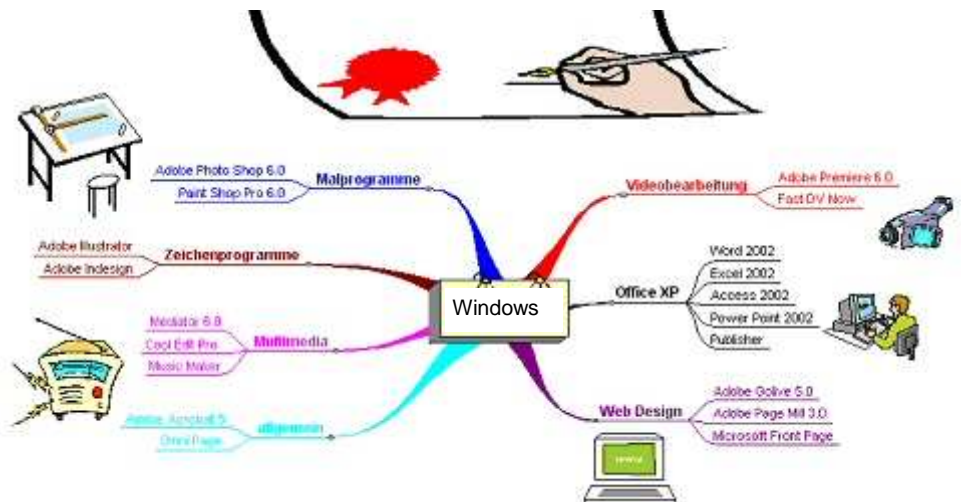 Malprogramme
Adobe Photo Shop 6.0
Paint Shop Pro 6.0
Zeichenprogramme
Adobe Illustrator
Adobe Indesign
Multimedia
Mediator 6.0
Cool Edit Pro
Music Maker
allgemein
Adobe Acrobat 5
OmniPage
Windows
Videobearbeitung
Adobe Premiere 6.0
Fast DV Now
Office XP
Word 2002
Excel 2002
Access 2002
Power Point 2002
Publisher
Web Design
Adobe Golive 5.0
Adobe Page Mill 3.0
Microsoft Front Page